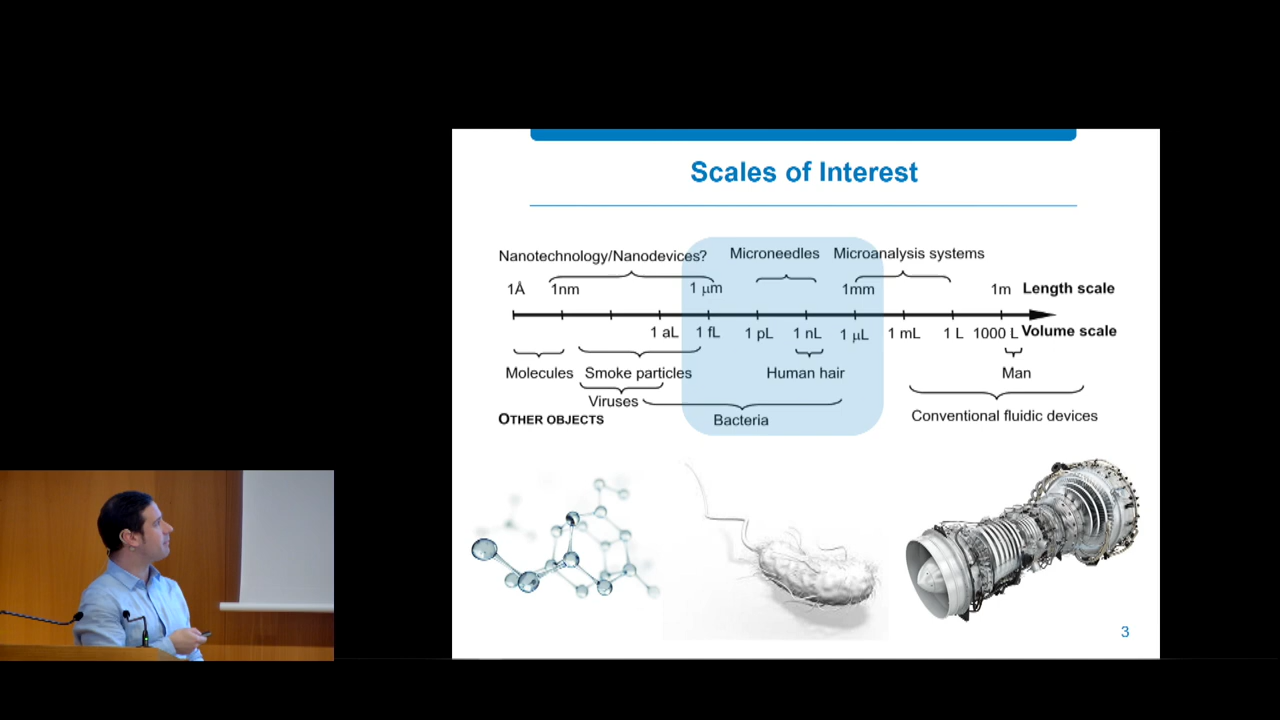 Scales of Interest
Nanotechnology/Nanodevices? Microneedles Microanalysis systems
1Å 1nm 1 μm 1mm 1m Length scale
1 aL 1 fL 1 pL 1 nL 1 μL 1 mL 1 L 1000 L Volume scale
Molecules Smoke particles Human hair Man
Viruses
OTHER OBJECTS Bacteria Conventional fluidic devices
3